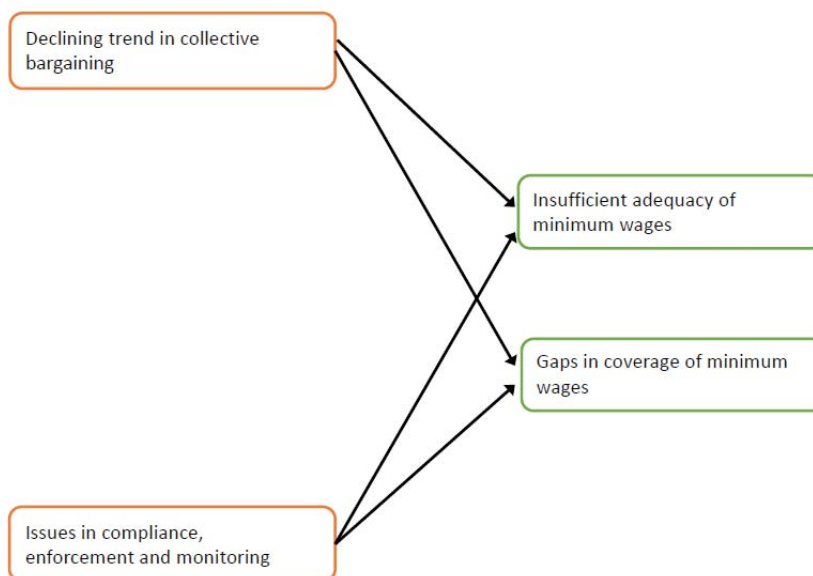 Declining trend in collective
bargaining
Insufficient adequacy of
minimum wages
Gaps in coverage of minimum
wages
Issues in compliance,
enforcement and monitoring